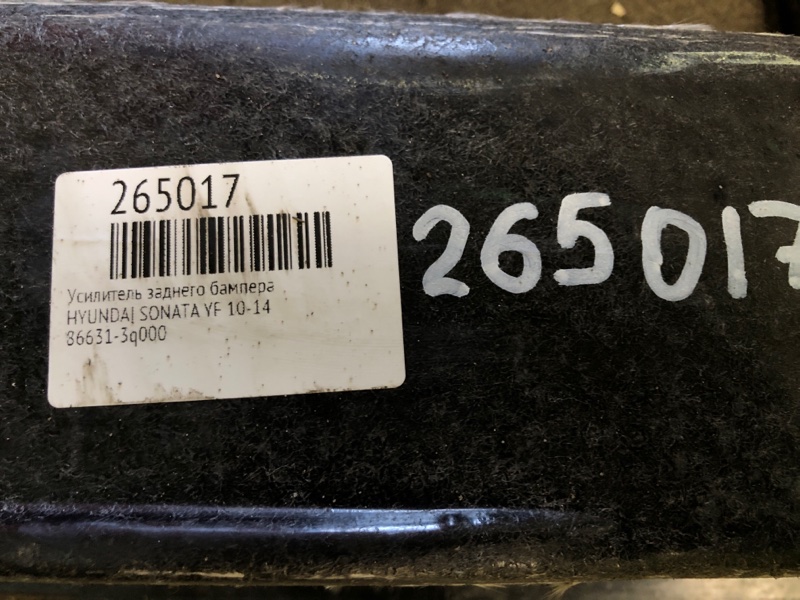 265017
Усилитель заднего бампера
HYUNDAI SONATA YF 10-14
86631-3q000
265017